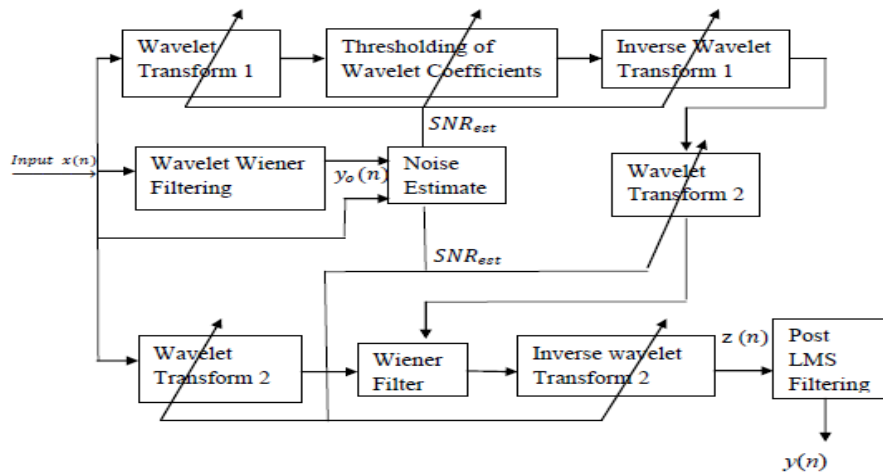 Wavelet
Transform 1
Thresholding of
Wavelet Coefficients
Inverse Wavelet
Transform 1
SNR_est
Input x(n)
Wavelet Wiener
Filtering
y_o(n)
Noise
Estimate
Wavelet
Transform 2
SNR_est
Wavelet
Transform 2
Wiener
Filter
Inverse wavelet
Transform 2
z (n)
Post
LMS
Filtering
y(n)